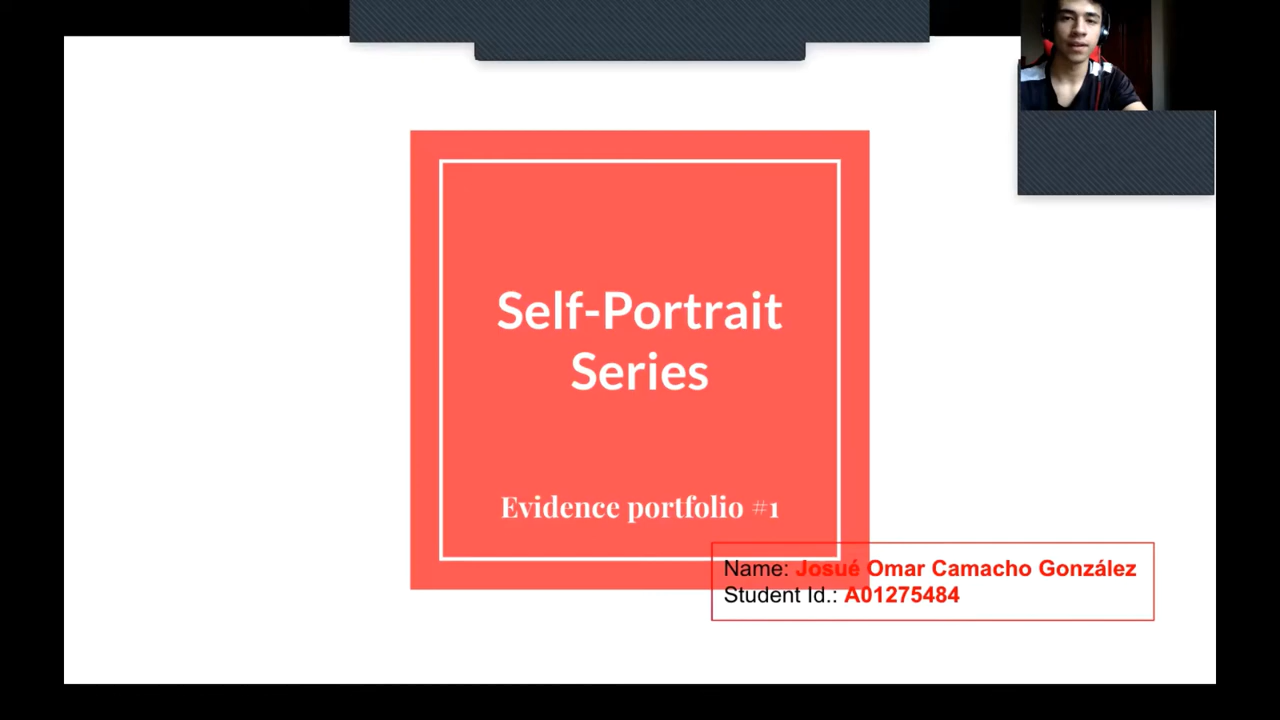 Self-Portrait
Series
Evidence portfolio #1
Name: Josué Omar Camacho González
Student Id.: A01275484